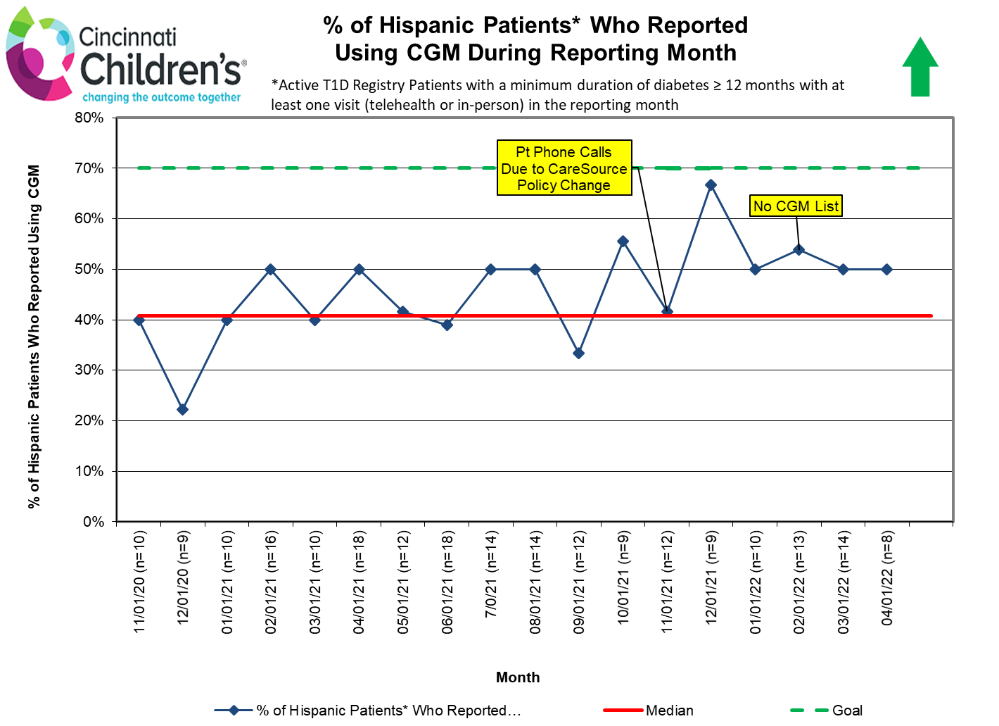 Cincinnati
Children's®
changing the outcome together
% of Hispanic Patients* Who Reported
Using CGM During Reporting Month
*Active T1D Registry Patients with a minimum duration of diabetes ≥ 12 months with at
least one visit (telehealth or in-person) in the reporting month
% of Hispanic Patients Who Reported Using CGM
80%
70%
60%
50%
40%
30%
20%
10%
0%
Pt Phone Calls
Due to CareSource
Policy Change
No CGM List
11/01/20 (n=10)
12/01/20 (n=9)
01/01/21 (n=10)
02/01/21 (n=16)
03/01/21 (n=10)
04/01/21 (n=18)
05/01/21 (n=12)
06/01/21 (n=18)
7/0/21 (n=14)
08/01/21 (n=14)
09/01/21 (n=12)
10/01/21 (n=9)
11/01/21 (n=12)
12/01/21 (n=9)
01/01/22 (n=10)
02/01/22 (n=13)
03/01/22 (n=14)
04/01/22 (n=8)
Month
% of Hispanic Patients* Who Reported…
Median
Goal